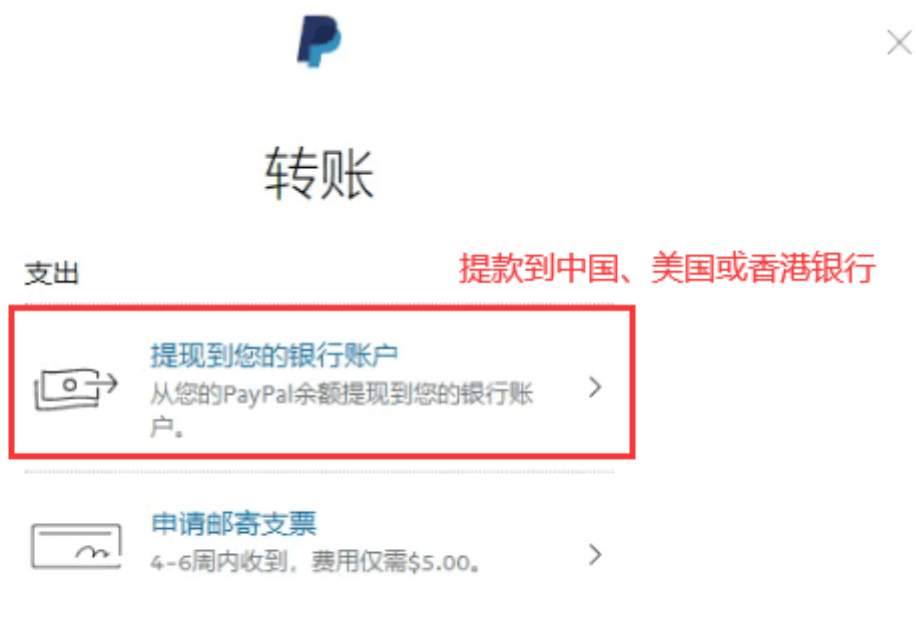 转账
支出
提款到中国、美国或香港银行
提现到您的银行账户
从您的PayPal余额提现到您的银行账
户。
申请邮寄支票
4-6周内收到，费用仅需$5.00。